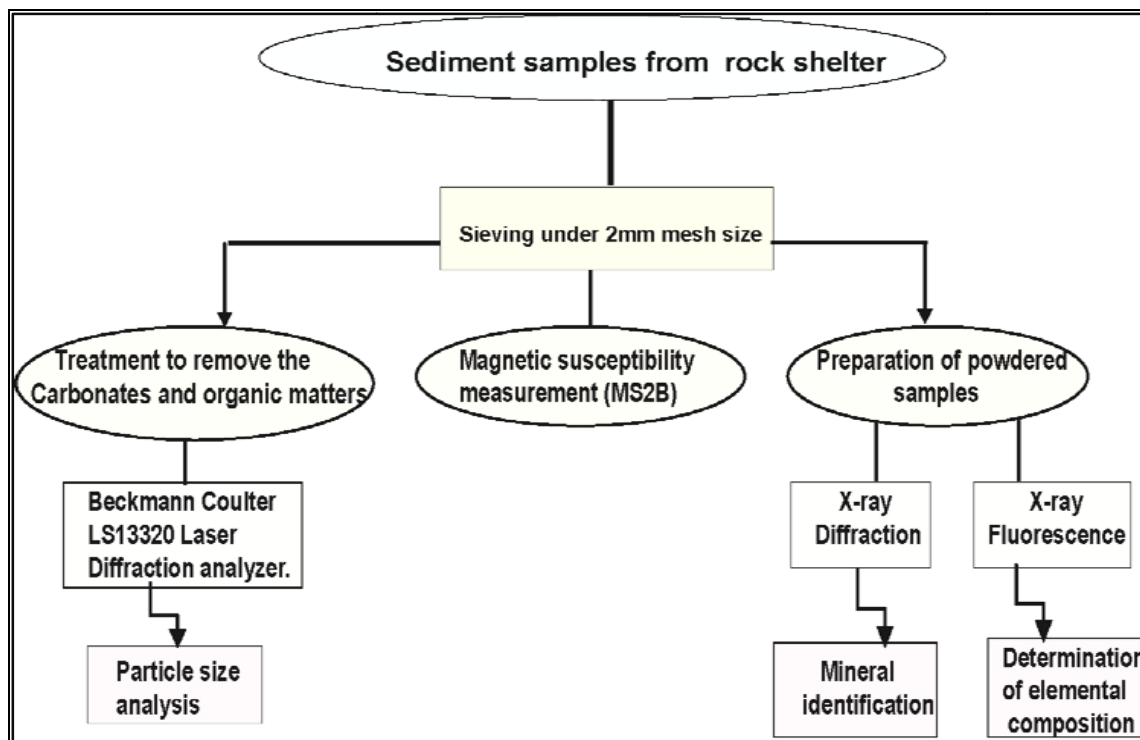 Sediment samples from rock shelter
Sieving under 2mm mesh size
Treatment to remove the
Carbonates and organic matters
Magnetic susceptibility
measurement (MS2B)
Preparation of powdered
samples
Beckmann Coulter
LS13320 Laser
Diffraction analyzer.
X-ray
Diffraction
X-ray
Fluorescence
Particle size
analysis
Mineral
identification
Determination
of elemental
composition